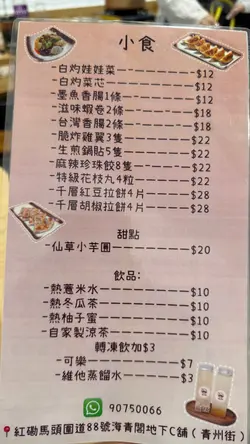 小食
-白灼娃娃菜——————$12
-白灼菜芯————————$12
-墨魚香腸1條——————$12
-滋味蝦卷2條——————$18
-台灣香腸2條——————$18
-脆炸雞翼3隻——————$22
-生煎鍋貼5隻——————$22
-麻辣珍珠餃8隻—————$22
-特級花枝丸4粒—————$22
-千層紅豆拉餅4片————$28
-千層胡椒拉餅4片————$28
甜點
-仙草小芋圓——————$20
飲品:
-熱薏米水———————$10
-熱冬瓜茶———————$10
-熱柚子蜜———————$10
-自家製涼茶——————$10
轉凍飲加$3
-可樂————————$7
-維他蒸餾水—————$3
90750066
紅磡馬頭圍道88號海青閣地下C舖（青州街）